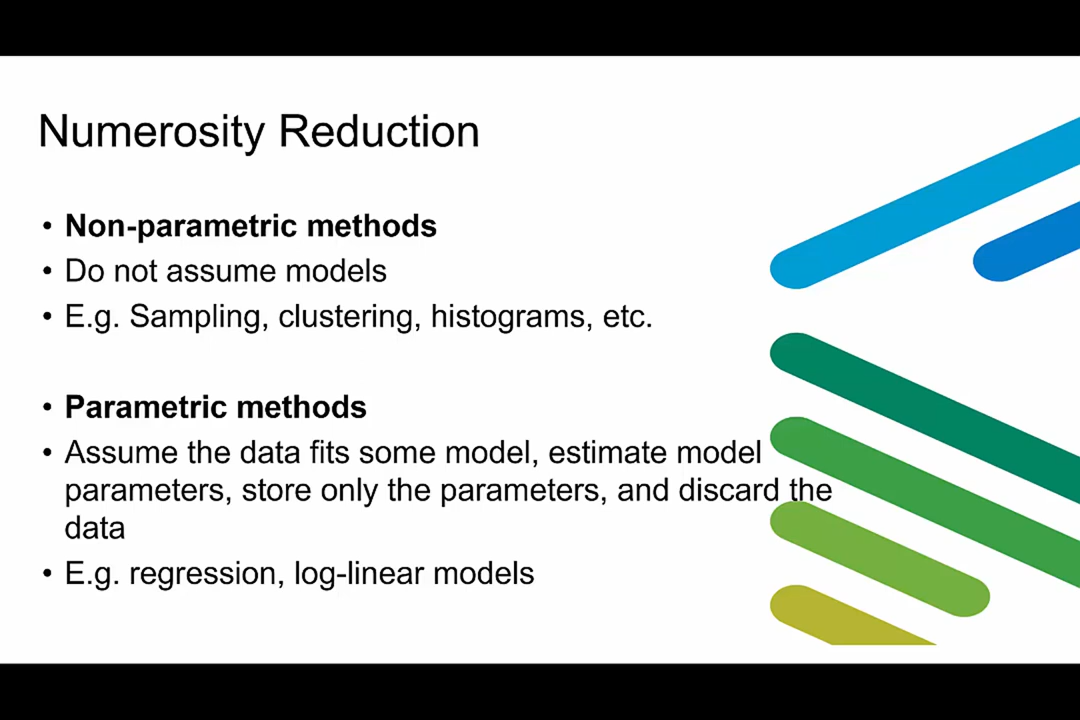 Numerosity Reduction
• Non-parametric methods
• Do not assume models
• E.g. Sampling, clustering, histograms, etc.
• Parametric methods
• Assume the data fits some model, estimate model
parameters, store only the parameters, and discard the
data
• E.g. regression, log-linear models